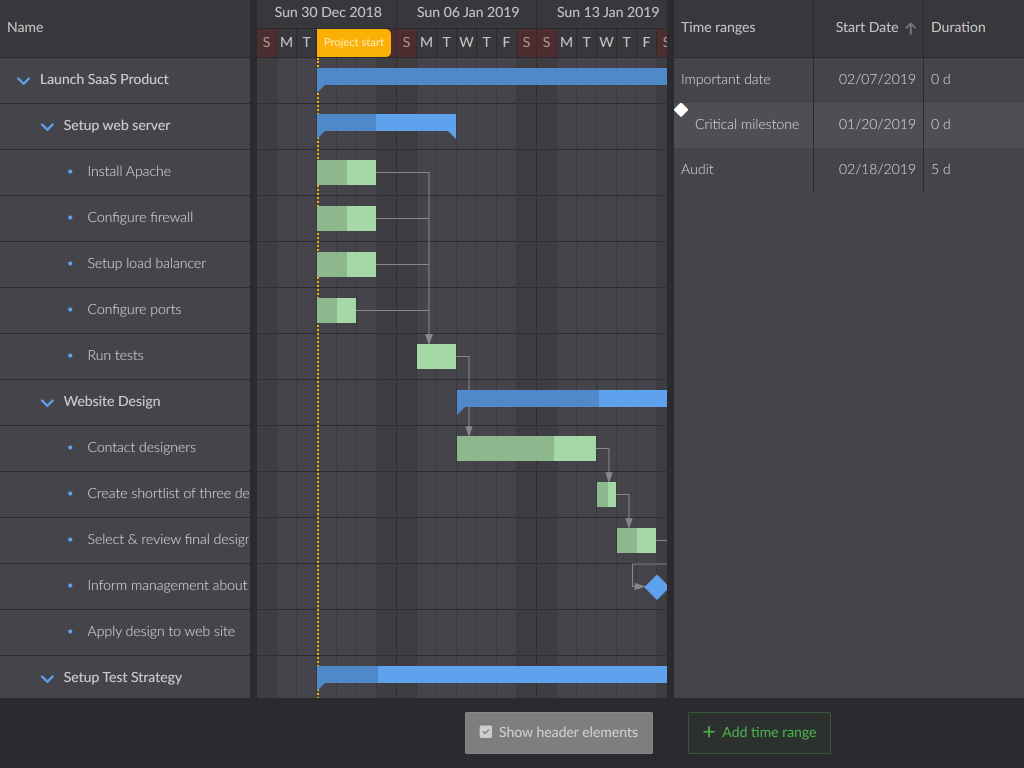 Name
Sun 30 Dec 2018 Sun 06 Jan 2019 Sun 13 Jan 2019
S M T Project start S M T W T F S S M T W T F S
Time ranges Start Date Duration
Launch SaaS Product
Setup web server
Install Apache
Configure firewall
Setup load balancer
Configure ports
Run tests
Website Design
Contact designers
Create shortlist of three de
Select & review final design
Inform management about
Apply design to web site
Setup Test Strategy
Important date 02/07/2019 0 d
Critical milestone 01/20/2019 0 d
Audit 02/18/2019 5 d
Show header elements
Add time range